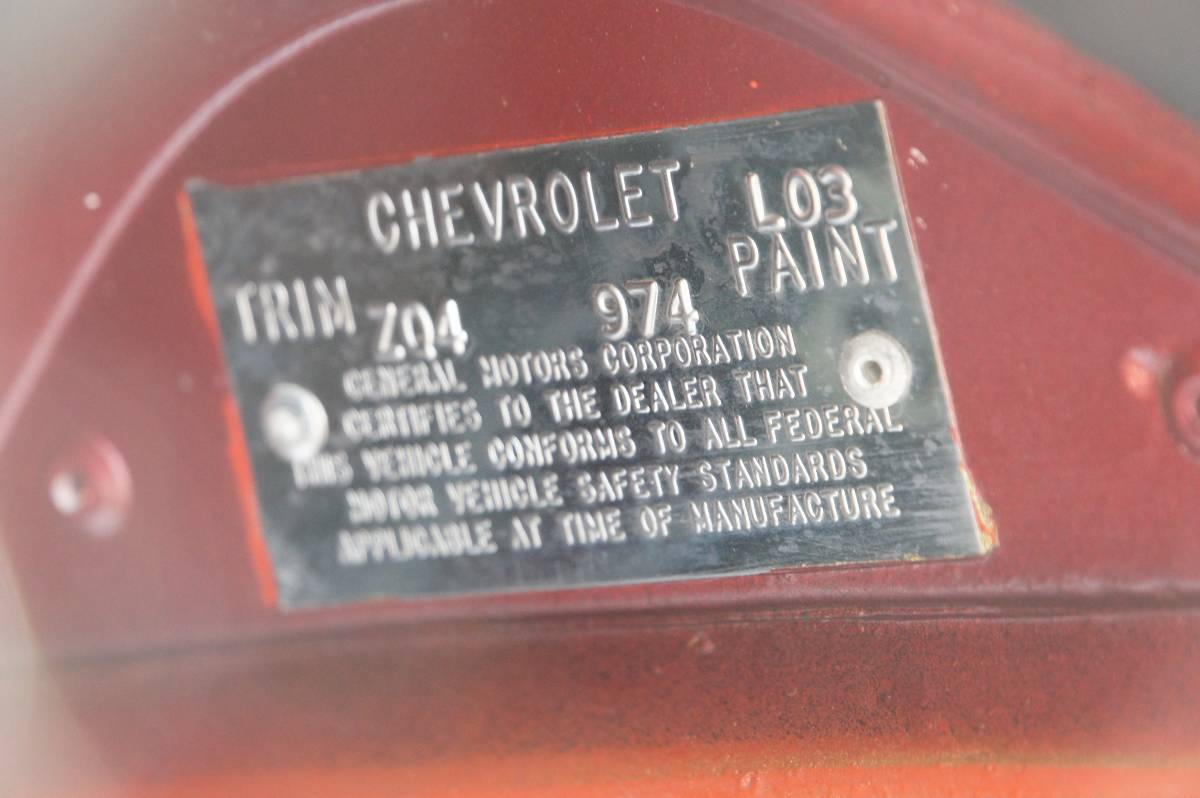 CHEVROLET L03
TRIM ZQ4 974 PAINT
GENERAL MOTORS CORPORATION
CERTIFIES TO THE DEALER THAT
THIS VEHICLE CONFORMS TO ALL FEDERAL
MOTOR VEHICLE SAFETY STANDARDS
APPLICABLE AT TIME OF MANUFACTURE